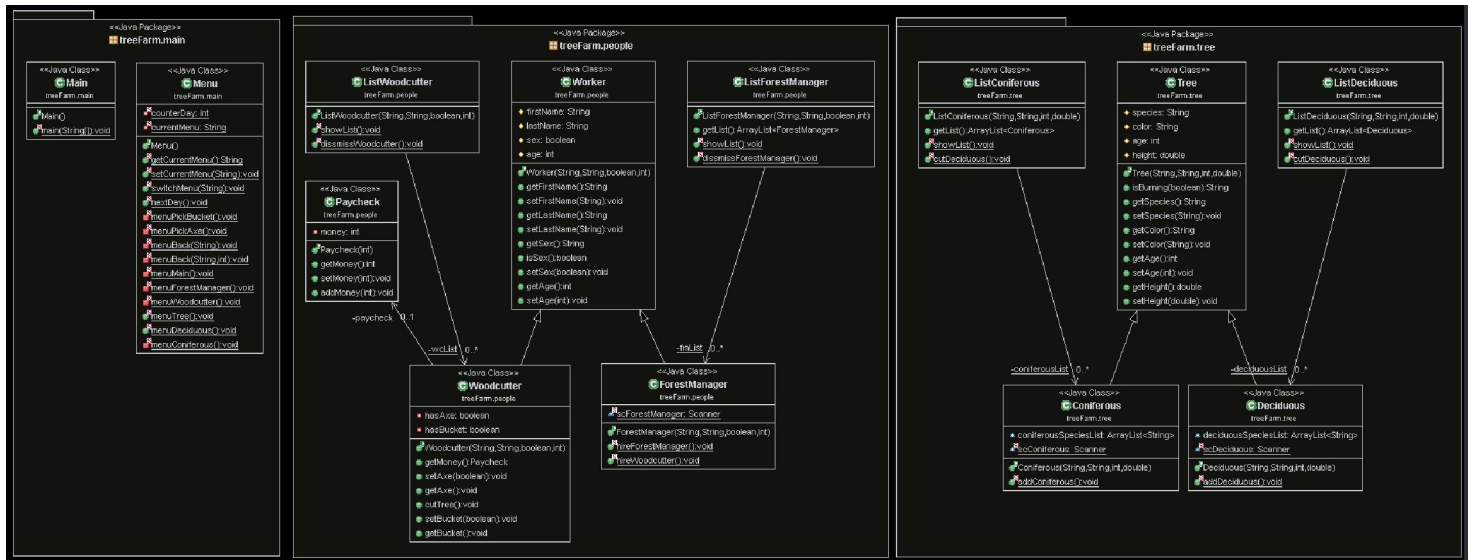 <<Java Package>>
treeFarm.main
<<Java Class>>
Main
treeFarm.main
Main()
main(String[]):void
<<Java Class>>
Menu
treeFarm.main
counterDay: int
currentMenu: String
Menu()
getCurrentMenu():String
setCurrentMenu(String):void
switchMenu(String):void
nextDay():void
menuPickBucket():void
menuPickAxe():void
menuBack(String):void
menuBack(String,int):void
menuMain():void
menuForestManager():void
menuWoodcutter():void
menuTree():void
menuDeciduous():void
menuConiferous():void
<<Java Package>>
treeFarm.people
<<Java Class>>
ListWoodcutter
treeFarm.people
ListWoodcutter(String,String,boolean,int)
showList():void
dissmissWoodcutter():void
<<Java Class>>
Worker
treeFarm.people
firstName: String
lastName: String
sex: boolean
age: int
Worker(String,String,boolean,int)
getFirstName():String
setFirstName(String):void
getLastName():String
setLastName(String):void
getSex():String
isSex():boolean
setSex(boolean):void
getAge():int
setAge(int):void
<<Java Class>>
ListForestManager
treeFarm.people
ListForestManager(String,String,boolean,int)
getList():ArrayList<ForestManager>
showList():void
dismissForestManager():void
<<Java Class>>
Paycheck
treeFarm.people
money: int
Paycheck(int)
getMoney():int
setMoney(int):void
addMoney(int):void
-paycheck 0..1
-wcList 0..*
-fmList 0..*
<<Java Class>>
Woodcutter
treeFarm.people
hasAxe: boolean
hasBucket: boolean
Woodcutter(String,String,boolean,int)
getMoney():Paycheck
setAxe(boolean):void
getAxe():void
cutTree():void
setBucket(boolean):void
getBucket():void
<<Java Class>>
ForestManager
treeFarm.people
scForestManager: Scanner
ForestManager(String,String,boolean,int)
hireForestManager():void
hireWoodcutter():void
<<Java Package>>
treeFarm.tree
<<Java Class>>
ListConiferous
treeFarm.tree
ListConiferous(String,String,int,double)
getList():ArrayList<Coniferous>
showList():void
cutDeciduous():void
<<Java Class>>
Tree
treeFarm.tree
species: String
color: String
age: int
height: double
Tree(String,String,int,double)
isBurning(boolean):String
getSpecies():String
setSpecies(String):void
getColor():String
setColor(String):void
getAge():int
setAge(int):void
getHeight():double
setHeight(double):void
<<Java Class>>
ListDeciduous
treeFarm.tree
ListDeciduous(String,String,int,double)
getList():ArrayList<Deciduous>
showList():void
cutDeciduous():void
-coniferousList 0..*
-deciduousList 0..*
<<Java Class>>
Coniferous
treeFarm.tree
coniferousSpeciesList: ArrayList<String>
scConiferous: Scanner
Coniferous(String,String,int,double)
addConiferous():void
<<Java Class>>
Deciduous
treeFarm.tree
deciduousSpeciesList: ArrayList<String>
scDeciduous: Scanner
Deciduous(String,String,int,double)
addDeciduous():void